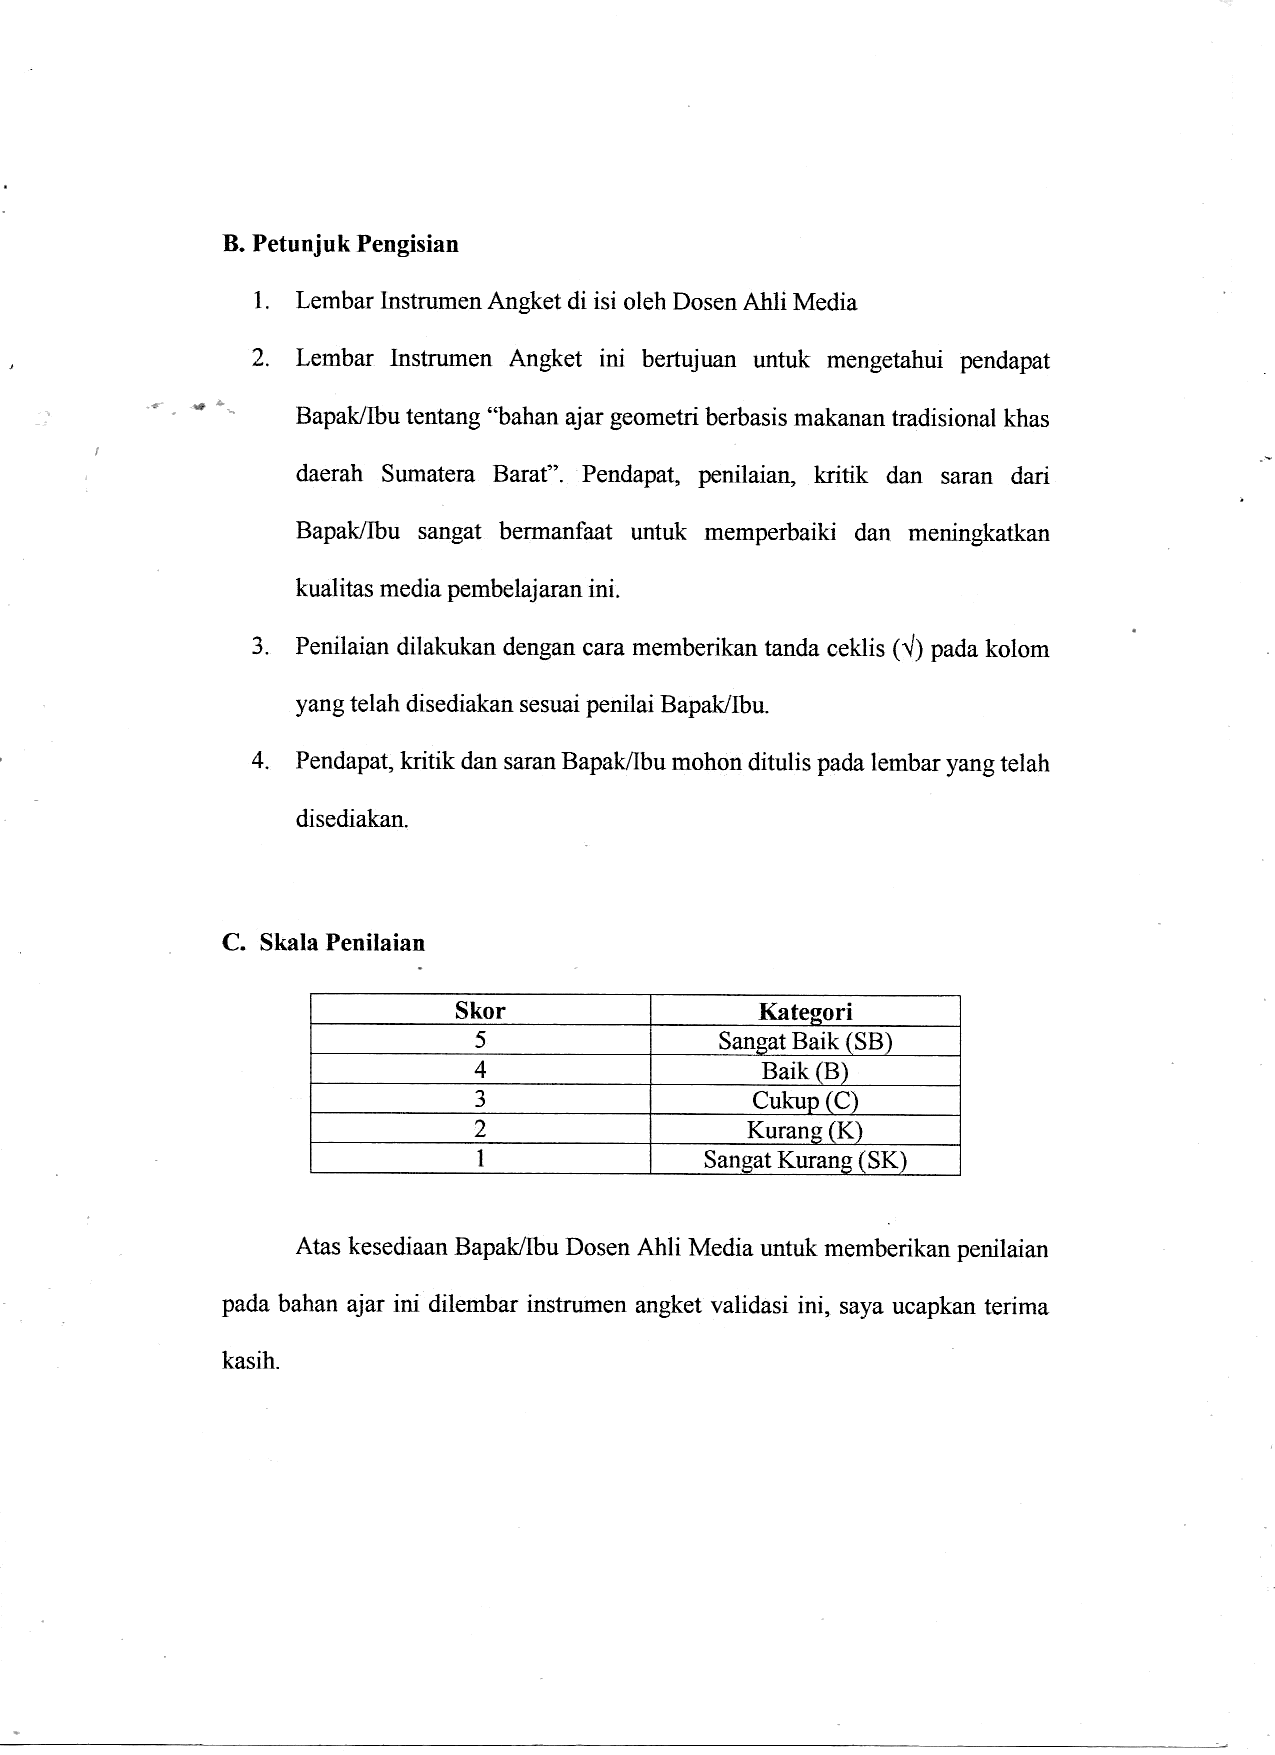 B. Petunjuk Pengisian
1. Lembar Instrumen Angket di isi oleh Dosen Ahli Media
2. Lembar Instrumen Angket ini bertujuan untuk mengetahui pendapat
Bapak/Ibu tentang “bahan ajar geometri berbasis makanan tradisional khas
daerah Sumatera Barat”. Pendapat, penilaian, kritik dan saran dari
Bapak/Ibu sangat bermanfaat untuk memperbaiki dan meningkatkan
kualitas media pembelajaran ini.
3. Penilaian dilakukan dengan cara memberikan tanda ceklis (√) pada kolom
yang telah disediakan sesuai penilai Bapak/Ibu.
4. Pendapat, kritik dan saran Bapak/Ibu mohon ditulis pada lembar yang telah
disediakan.
C. Skala Penilaian
Skor Kategori
5 Sangat Baik (SB)
4 Baik (B)
3 Cukup (C)
2 Kurang (K)
1 Sangat Kurang (SK)
Atas kesediaan Bapak/Ibu Dosen Ahli Media untuk memberikan penilaian
pada bahan ajar ini dilembar instrumen angket validasi ini, saya ucapkan terima
kasih.